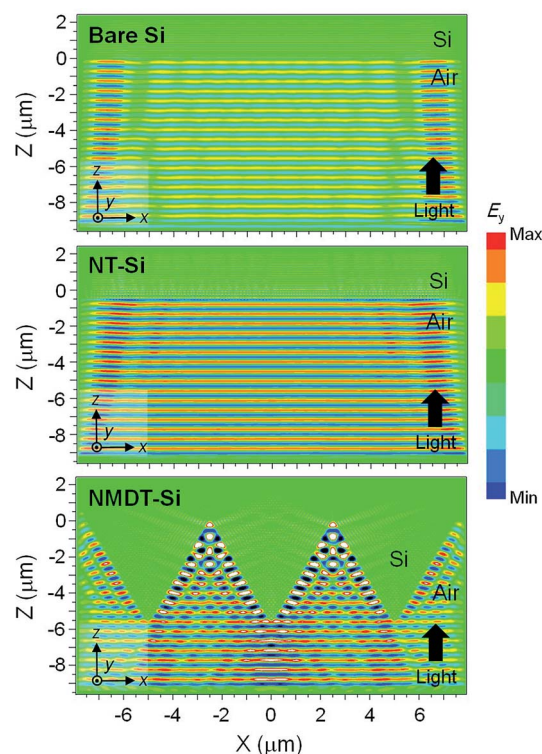 Bare Si
Si
Air
Light
z
y
x
Z (μm)
2
0
-2
-4
-6
-8
NT-Si
Si
Air
Light
z
y
x
Z (μm)
2
0
-2
-4
-6
-8
Ey
Max
Min
NMDT-Si
Si
Air
Light
z
y
x
Z (μm)
2
0
-2
-4
-6
-8
-6 -4 -2 0 2 4 6
X (μm)